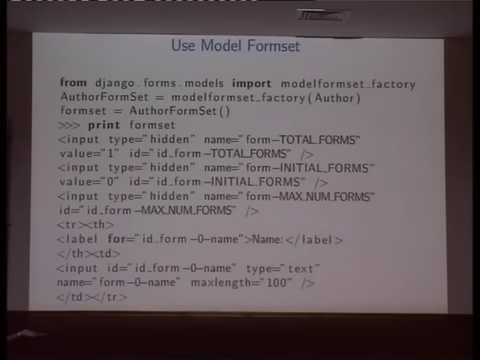 Use Model Formset
from django.forms.models import modelformset_factory
AuthorFormSet = modelformset_factory(Author)
formset = AuthorFormSet()
>>> print formset
<input type="hidden" name="form-TOTAL_FORMS"
value="1" id="id_form-TOTAL_FORMS" />
<input type="hidden" name="form-INITIAL_FORMS"
value="0" id="id_form-INITIAL_FORMS" />
<input type="hidden" name="form-MAX_NUM_FORMS"
id="id_form-MAX_NUM_FORMS" />
<tr><th>
<label for="id_form-0-name">Name:</label>
</th><td>
<input id="id_form-0-name" type="text"
name="form-0-name" maxlength="100" />
</td></tr>